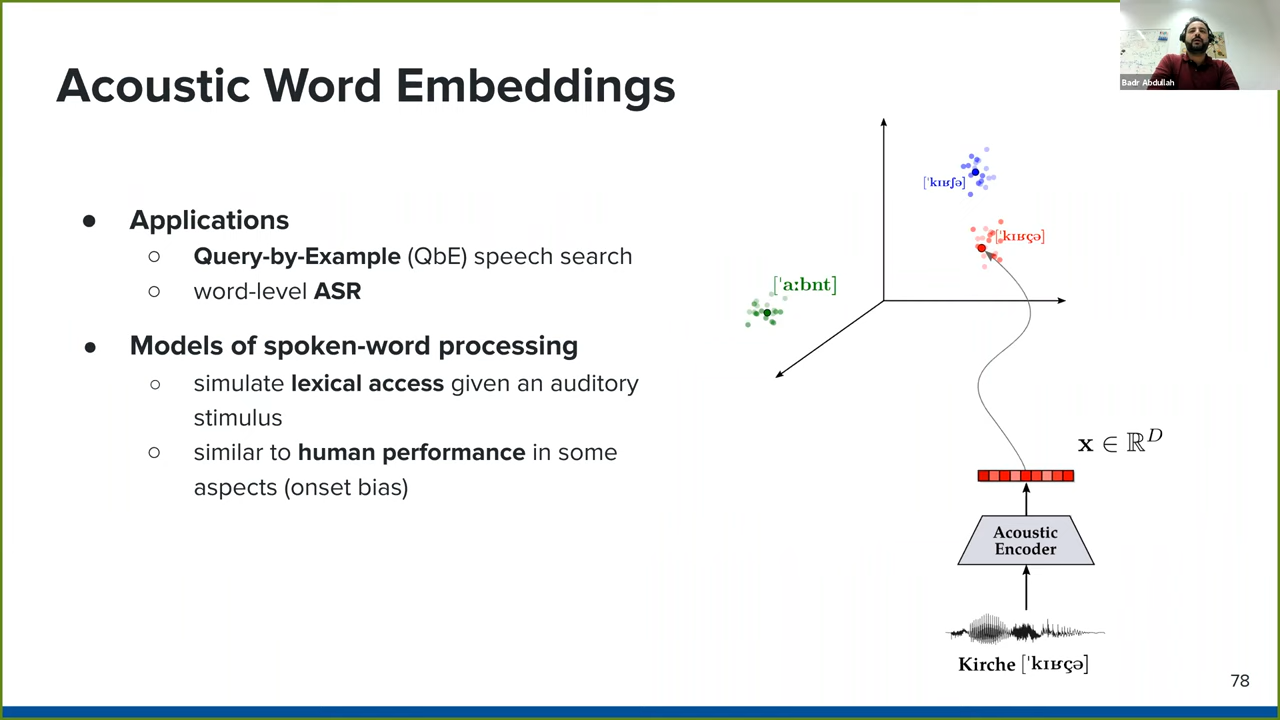 Acoustic Word Embeddings
Badr Abdullah
● Applications
○ Query-by-Example (QbE) speech search
○ word-level ASR
● Models of spoken-word processing
○ simulate lexical access given an auditory
stimulus
○ similar to human performance in some
aspects (onset bias)
[ˈkɪʁʃə]
[ˈkɪʁçə]
[ˈaːbnt]
x ∈ ℝᴰ
Acoustic
Encoder
Kirche [ˈkɪʁçə]
78